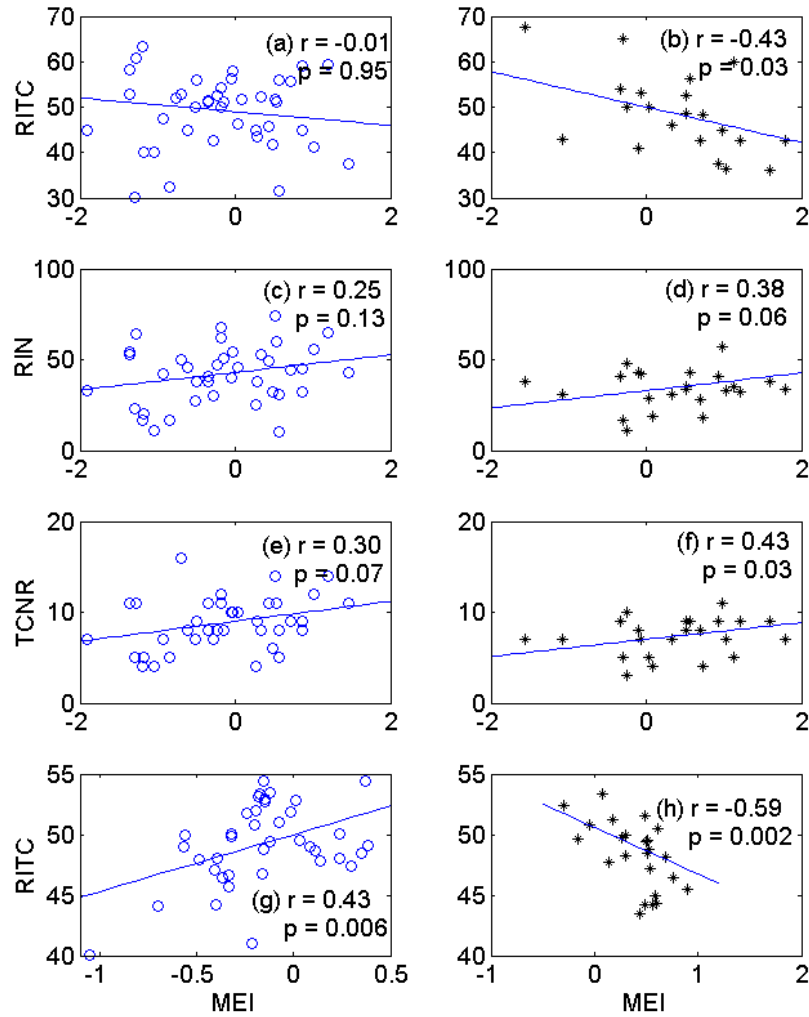 70
60
50
40
30
RITC
(a) r = -0.01
p = 0.95
-2
0
2
70
60
50
40
30
(b) r = -0.43
p = 0.03
-2
0
2
100
50
0
RIN
(c) r = 0.25
p = 0.13
-2
0
2
100
50
0
(d) r = 0.38
p = 0.06
-2
0
2
20
10
0
TCNR
(e) r = 0.30
p = 0.07
-2
0
2
20
10
0
(f) r = 0.43
p = 0.03
-2
0
2
55
50
45
40
RITC
(g) r = 0.43
p = 0.006
-1
-0.5
0
0.5
MEI
55
50
45
40
(h) r = -0.59
p = 0.002
-1
0
1
2
MEI